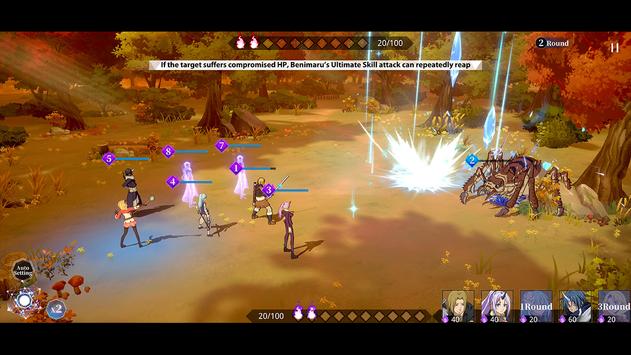 20/100
2 Round
If the target suffers compromised HP, Benimaru's Ultimate Skill attack can repeatedly reap
7
8
5
1
2
4
3
Auto
Setting
x2
20/100
1Round
3Round
40
40
20
60
20